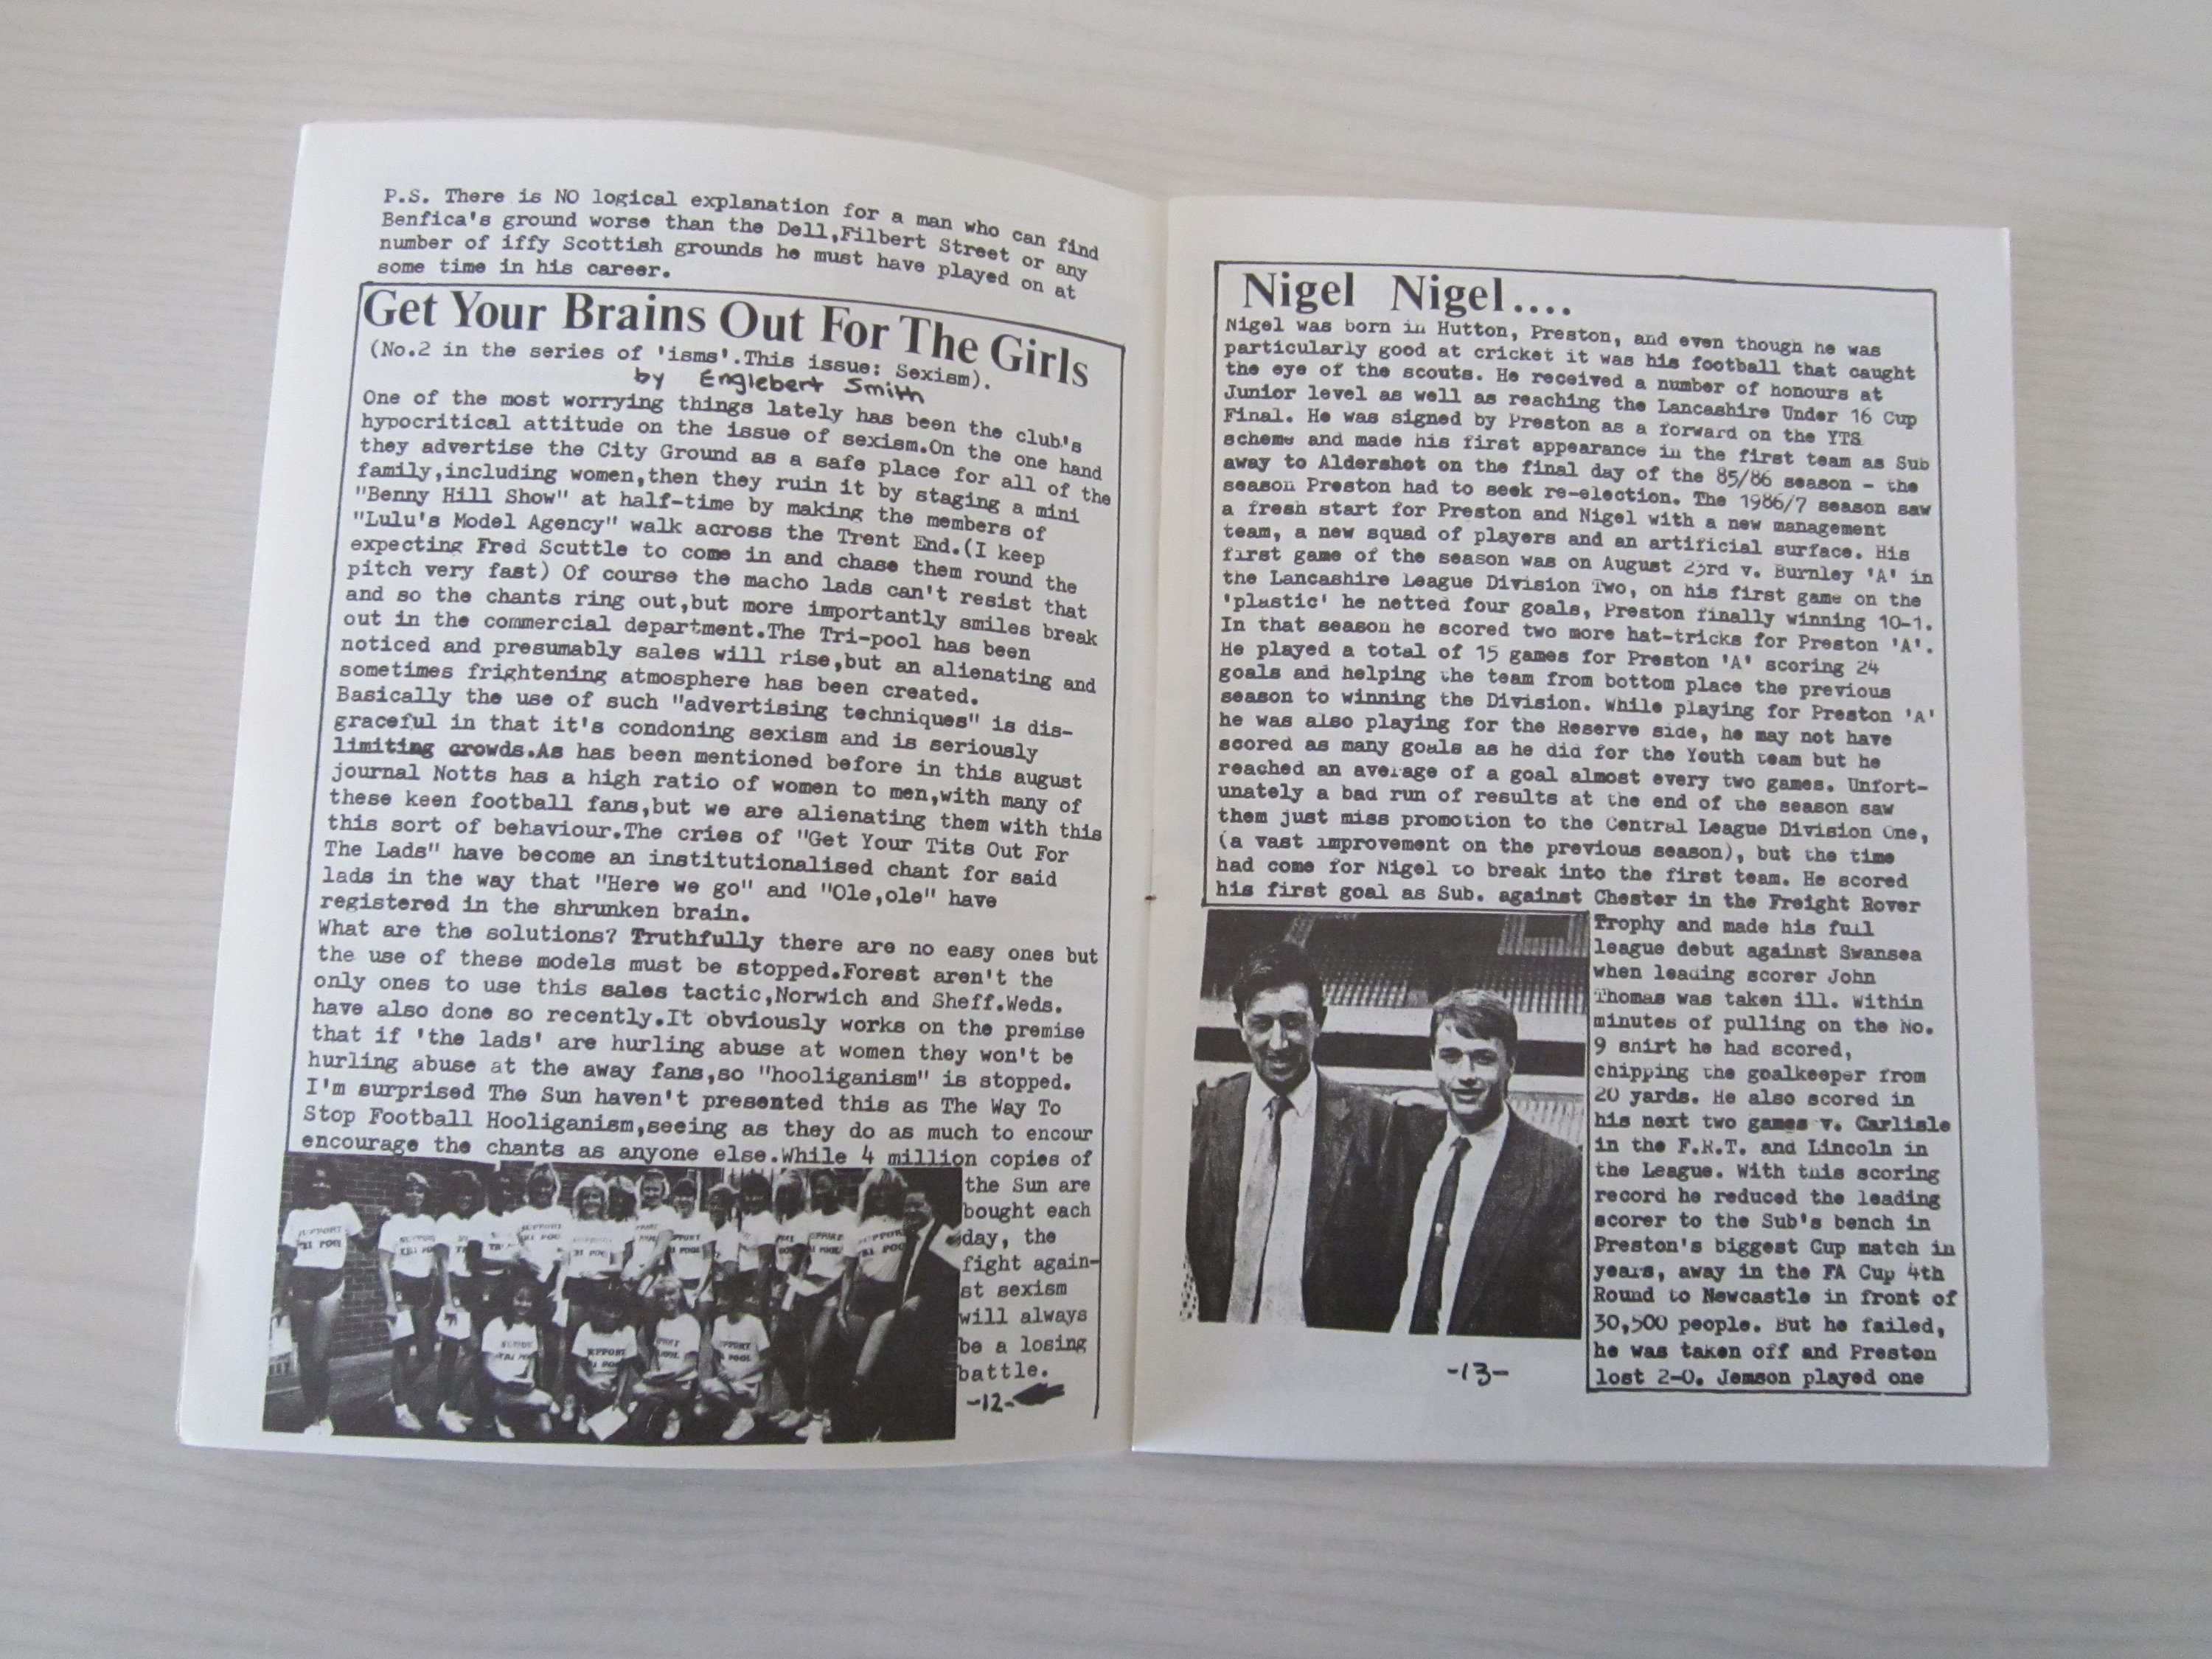 P.S. There is NO logical explanation for a man who can find
Benfica's ground worse than the Dell,Filbert Street or any
number of iffy Scottish grounds he must have played on at
some time in his career.
Get Your Brains Out For The Girls
(No.2 in the series of 'isms'.This issue: Sexism).
by Englebert Smith
One of the most worrying things lately has been the club's
hypocritical attitude on the issue of sexism.On the one hand
they advertise the City Ground as a safe place for all of the
family,including women,then they ruin it by staging a mini
"Benny Hill Show" at half-time by making the members of
"Lulu's Model Agency" walk across the Trent End.(I keep
expecting Fred Scuttle to come in and chase them round the
pitch very fast) Of course the macho lads can't resist that
and so the chants ring out,but more importantly smiles break
out in the commercial department.The Tri-pool has been
noticed and presumably sales will rise,but an alienating and
sometimes frightening atmosphere has been created.
Basically the use of such "advertising techniques" is dis-
graceful in that it's condoning sexism and is seriously
limiting crowds.As has been mentioned before in this august
journal Notts has a high ratio of women to men,with many of
these keen football fans,but we are alienating them with this
this sort of behaviour.The cries of "Get Your Tits Out For
The Lads" have become an institutionalised chant for said
lads in the way that "Here we go" and "Ole,ole" have
registered in the shrunken brain.
What are the solutions? Truthfully there are no easy ones but
the use of these models must be stopped.Forest aren't the
only ones to use this sales tactic,Norwich and Sheff.Weds.
have also done so recently.It obviously works on the premise
that if 'the lads' are hurling abuse at women they won't be
hurling abuse at the away fans,so "hooliganism" is stopped.
I'm surprised The Sun haven't presented this as The Way To
Stop Football Hooliganism,seeing as they do as much to encour
encourage the chants as anyone else.While 4 million copies of
the Sun are
bought each
day, the
fight again-
st sexism
will always
be a losing
battle.
-12-
SUPPORT
TRI POOL
Nigel Nigel....
Nigel was born in Hutton, Preston, and even though he was
particularly good at cricket it was his football that caught
the eye of the scouts. He received a number of honours at
Junior level as well as reaching the Lancashire Under 16 Cup
Final. He was signed by Preston as a forward on the YTS
scheme and made his first appearance in the first team as Sub
away to Aldershot on the final day of the 85/86 season - the
season Preston had to seek re-election. The 1986/7 season saw
a fresh start for Preston and Nigel with a new management
team, a new squad of players and an artificial surface. His
first game of the season was on August 23rd v. Burnley 'A' in
the Lancashire League Division Two, on his first game on the
'plastic' he netted four goals, Preston finally winning 10-1.
In that season he scored two more hat-tricks for Preston 'A'.
He played a total of 15 games for Preston 'A' scoring 24
goals and helping the team from bottom place the previous
season to winning the Division. While playing for Preston 'A'
he was also playing for the Reserve side, he may not have
scored as many goals as he did for the Youth team but he
reached an average of a goal almost every two games. Unfort-
unately a bad run of results at the end of the season saw
them just miss promotion to the Central League Division One,
(a vast improvement on the previous season), but the time
had come for Nigel to break into the first team. He scored
his first goal as Sub. against Chester in the Freight Rover
Trophy and made his full
league debut against Swansea
when leading scorer John
Thomas was taken ill. Within
minutes of pulling on the No.
9 shirt he had scored,
chipping the goalkeeper from
20 yards. He also scored in
his next two games v. Carlisle
in the F.R.T. and Lincoln in
the League. With this scoring
record he reduced the leading
scorer to the Sub's bench in
Preston's biggest Cup match in
years, away in the FA Cup 4th
Round to Newcastle in front of
30,500 people. But he failed,
he was taken off and Preston
lost 2-0. Jemson played one
-13-